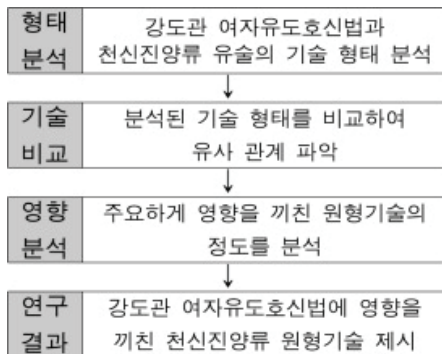 형태 강도관 여자유도호신법과
분석 천신진양류 유술의 기술 형태 분석
기술 분석된 기술 형태를 비교하여
비교 유사 관계 파악
영향 주요하게 영향을 끼친 원형기술의
분석 정도를 분석
연구 강도관 여자유도호신법에 영향을
결과 끼친 천신진양류 원형기술 제시